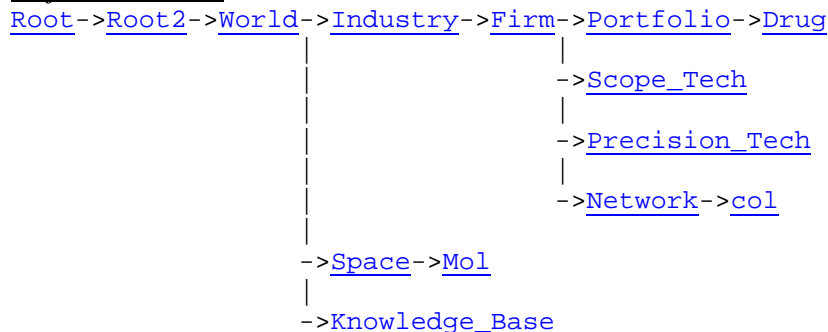 Root->Root2->World->Industry->Firm->Portfolio->Drug
->Scope_Tech
->Precision_Tech
->Network->col
->Space->Mol
->Knowledge_Base